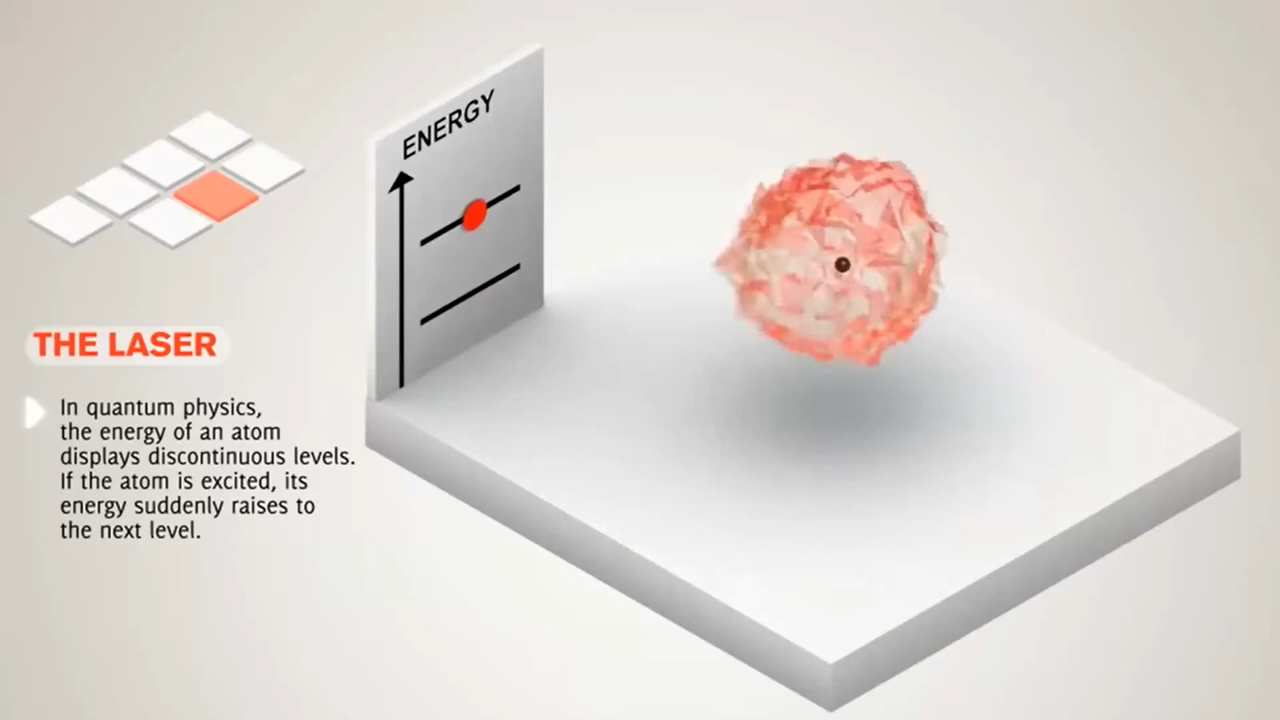 ENERGY
THE LASER
In quantum physics,
the energy of an atom
displays discontinuous levels.
If the atom is excited, its
energy suddenly raises to
the next level.